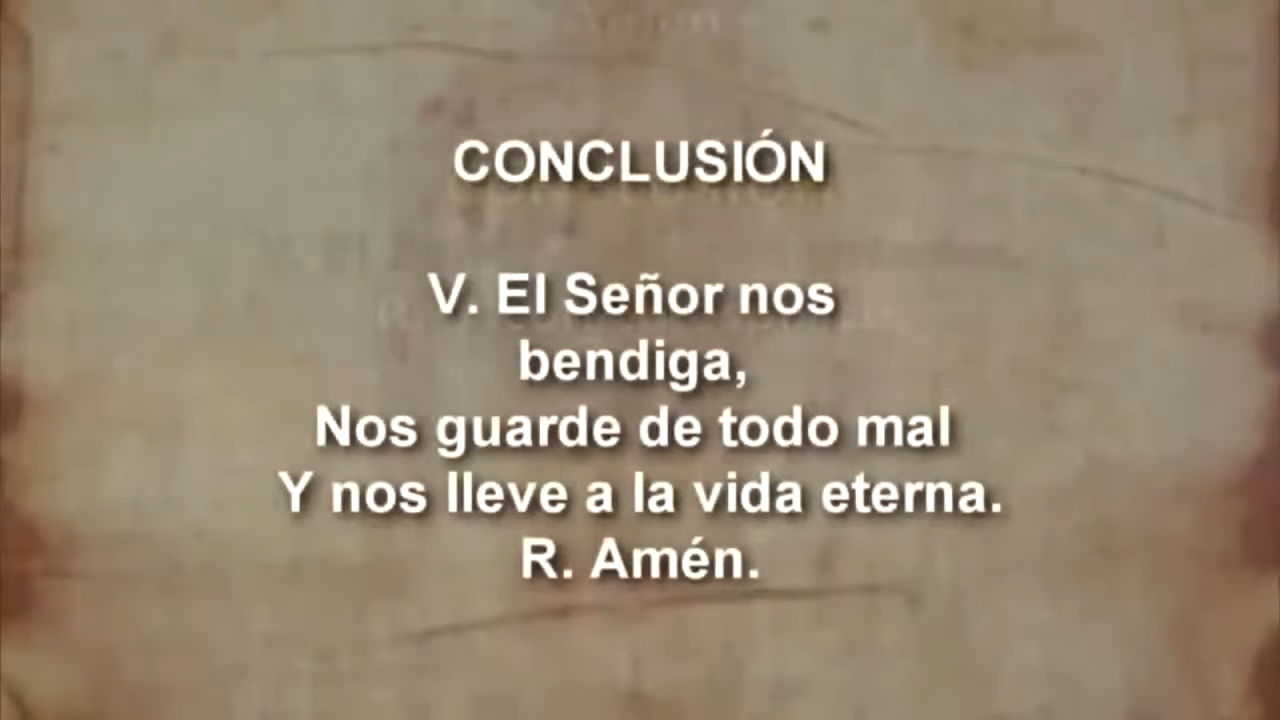 CONCLUSIÓN
V. El Señor nos
bendiga,
Nos guarde de todo mal
Y nos lleve a la vida eterna.
R. Amén.